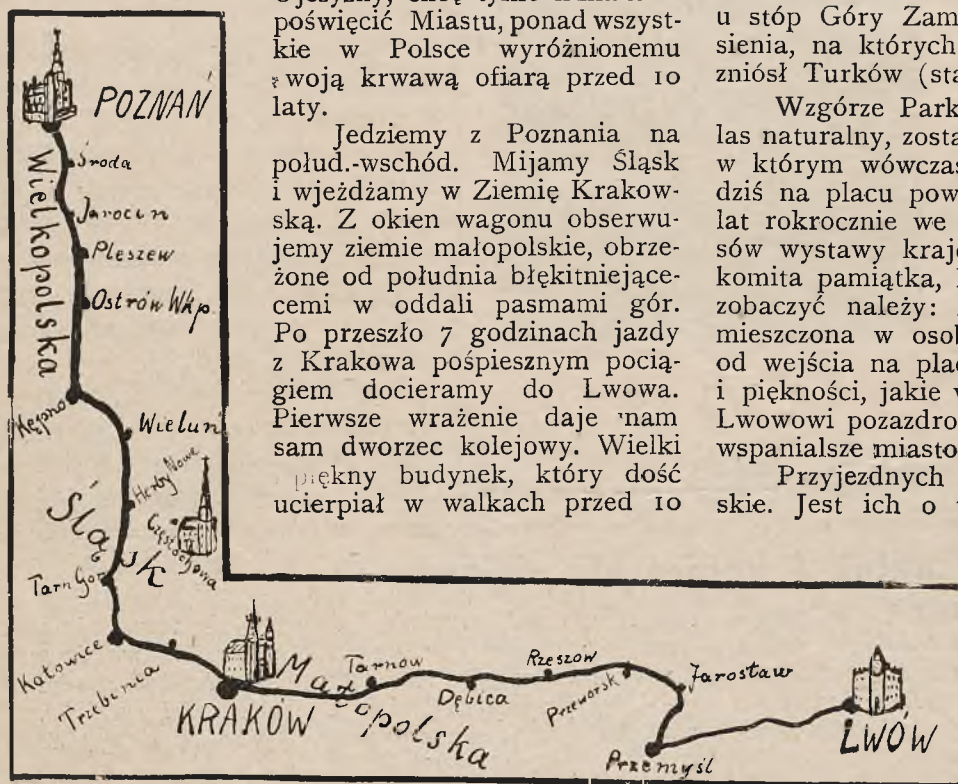 poświęcić Miastu, ponad wszyst-
kie w Polsce wyróżnionemu
swoją krwawą ofiarą przed 10
laty.
Jedziemy z Poznania na
połud.-wschód. Mijamy Śląsk
i wjeżdżamy w Ziemię Krakow-
ską. Z okien wagonu obserwu-
jemy ziemie małopolskie, obrze-
żone od południa błękitniejące-
cemi w oddali pasmami gór.
Po przeszło 7 godzinach jazdy
z Krakowa pośpiesznym pocią-
giem docieramy do Lwowa.
Pierwsze wrażenie daje nam
sam dworzec kolejowy. Wielki
piękny budynek, który dość
ucierpiał w walkach przed 10
u stóp Góry Zam
sienia, na których
zniósł Turków (sta
Wzgórze Park
las naturalny, zosta
w którym wówczas
dziś na placu pow
lat rokrocznie we
sów wystawy kraj
komita pamiątka,
zobaczyć należy:
mieszczona w osob
od wejścia na plac
i piękności, jakie
Lwowowi pozazdro
wspanialsze miasto
Przyjezdnych
skie. Jest ich o
POZNAŃ
Środa
Jarocin
Pleszew
Ostrów Wkp.
Wielkopolska
Kępno
Wieluń
Herby Nowe
Częstochowa
Śląsk
Tarn Gór
Katowice
Trzebinia
KRAKÓW
Małopolska
Tarnów
Dębica
Rzeszów
Przeworsk
Jarosław
Przemyśl
LWÓW